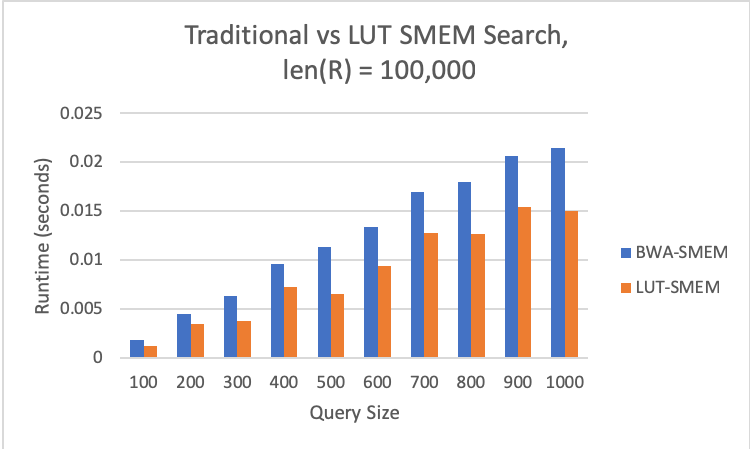 Traditional vs LUT SMEM Search,
len(R) = 100,000
0.025
0.02
0.015
0.01
0.005
0
Runtime (seconds)
100 200 300 400 500 600 700 800 900 1000
Query Size
BWA-SMEM
LUT-SMEM